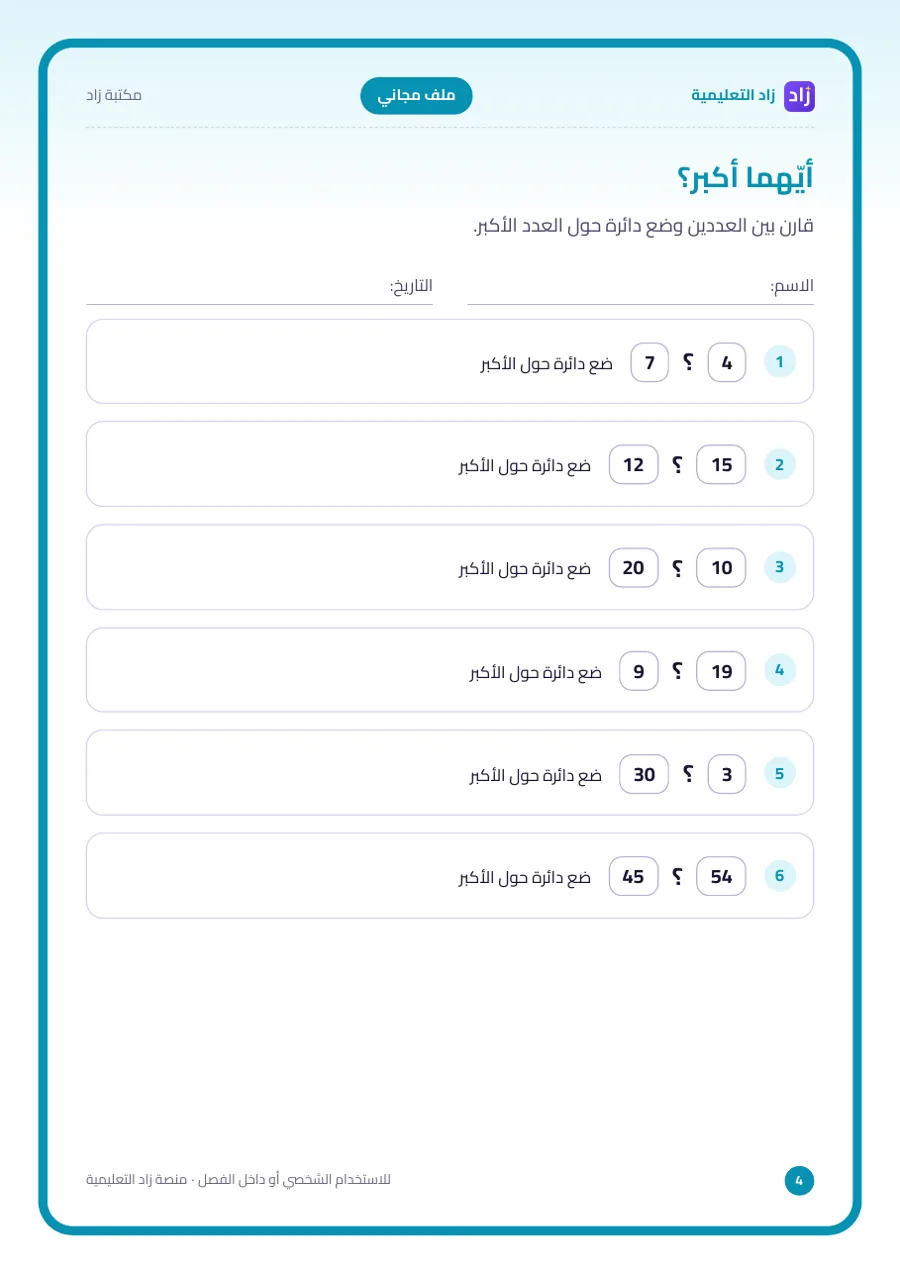 زاد زاد التعليمية ملف مجاني مكتبة زاد
أيّهما أكبر؟
قارن بين العددين وضع دائرة حول العدد الأكبر.
الاسم: التاريخ:
1 4 ؟ 7 ضع دائرة حول الأكبر
2 15 ؟ 12 ضع دائرة حول الأكبر
3 10 ؟ 20 ضع دائرة حول الأكبر
4 19 ؟ 9 ضع دائرة حول الأكبر
5 3 ؟ 30 ضع دائرة حول الأكبر
6 54 ؟ 45 ضع دائرة حول الأكبر
4 للاستخدام الشخصي أو داخل الفصل · منصة زاد التعليمية